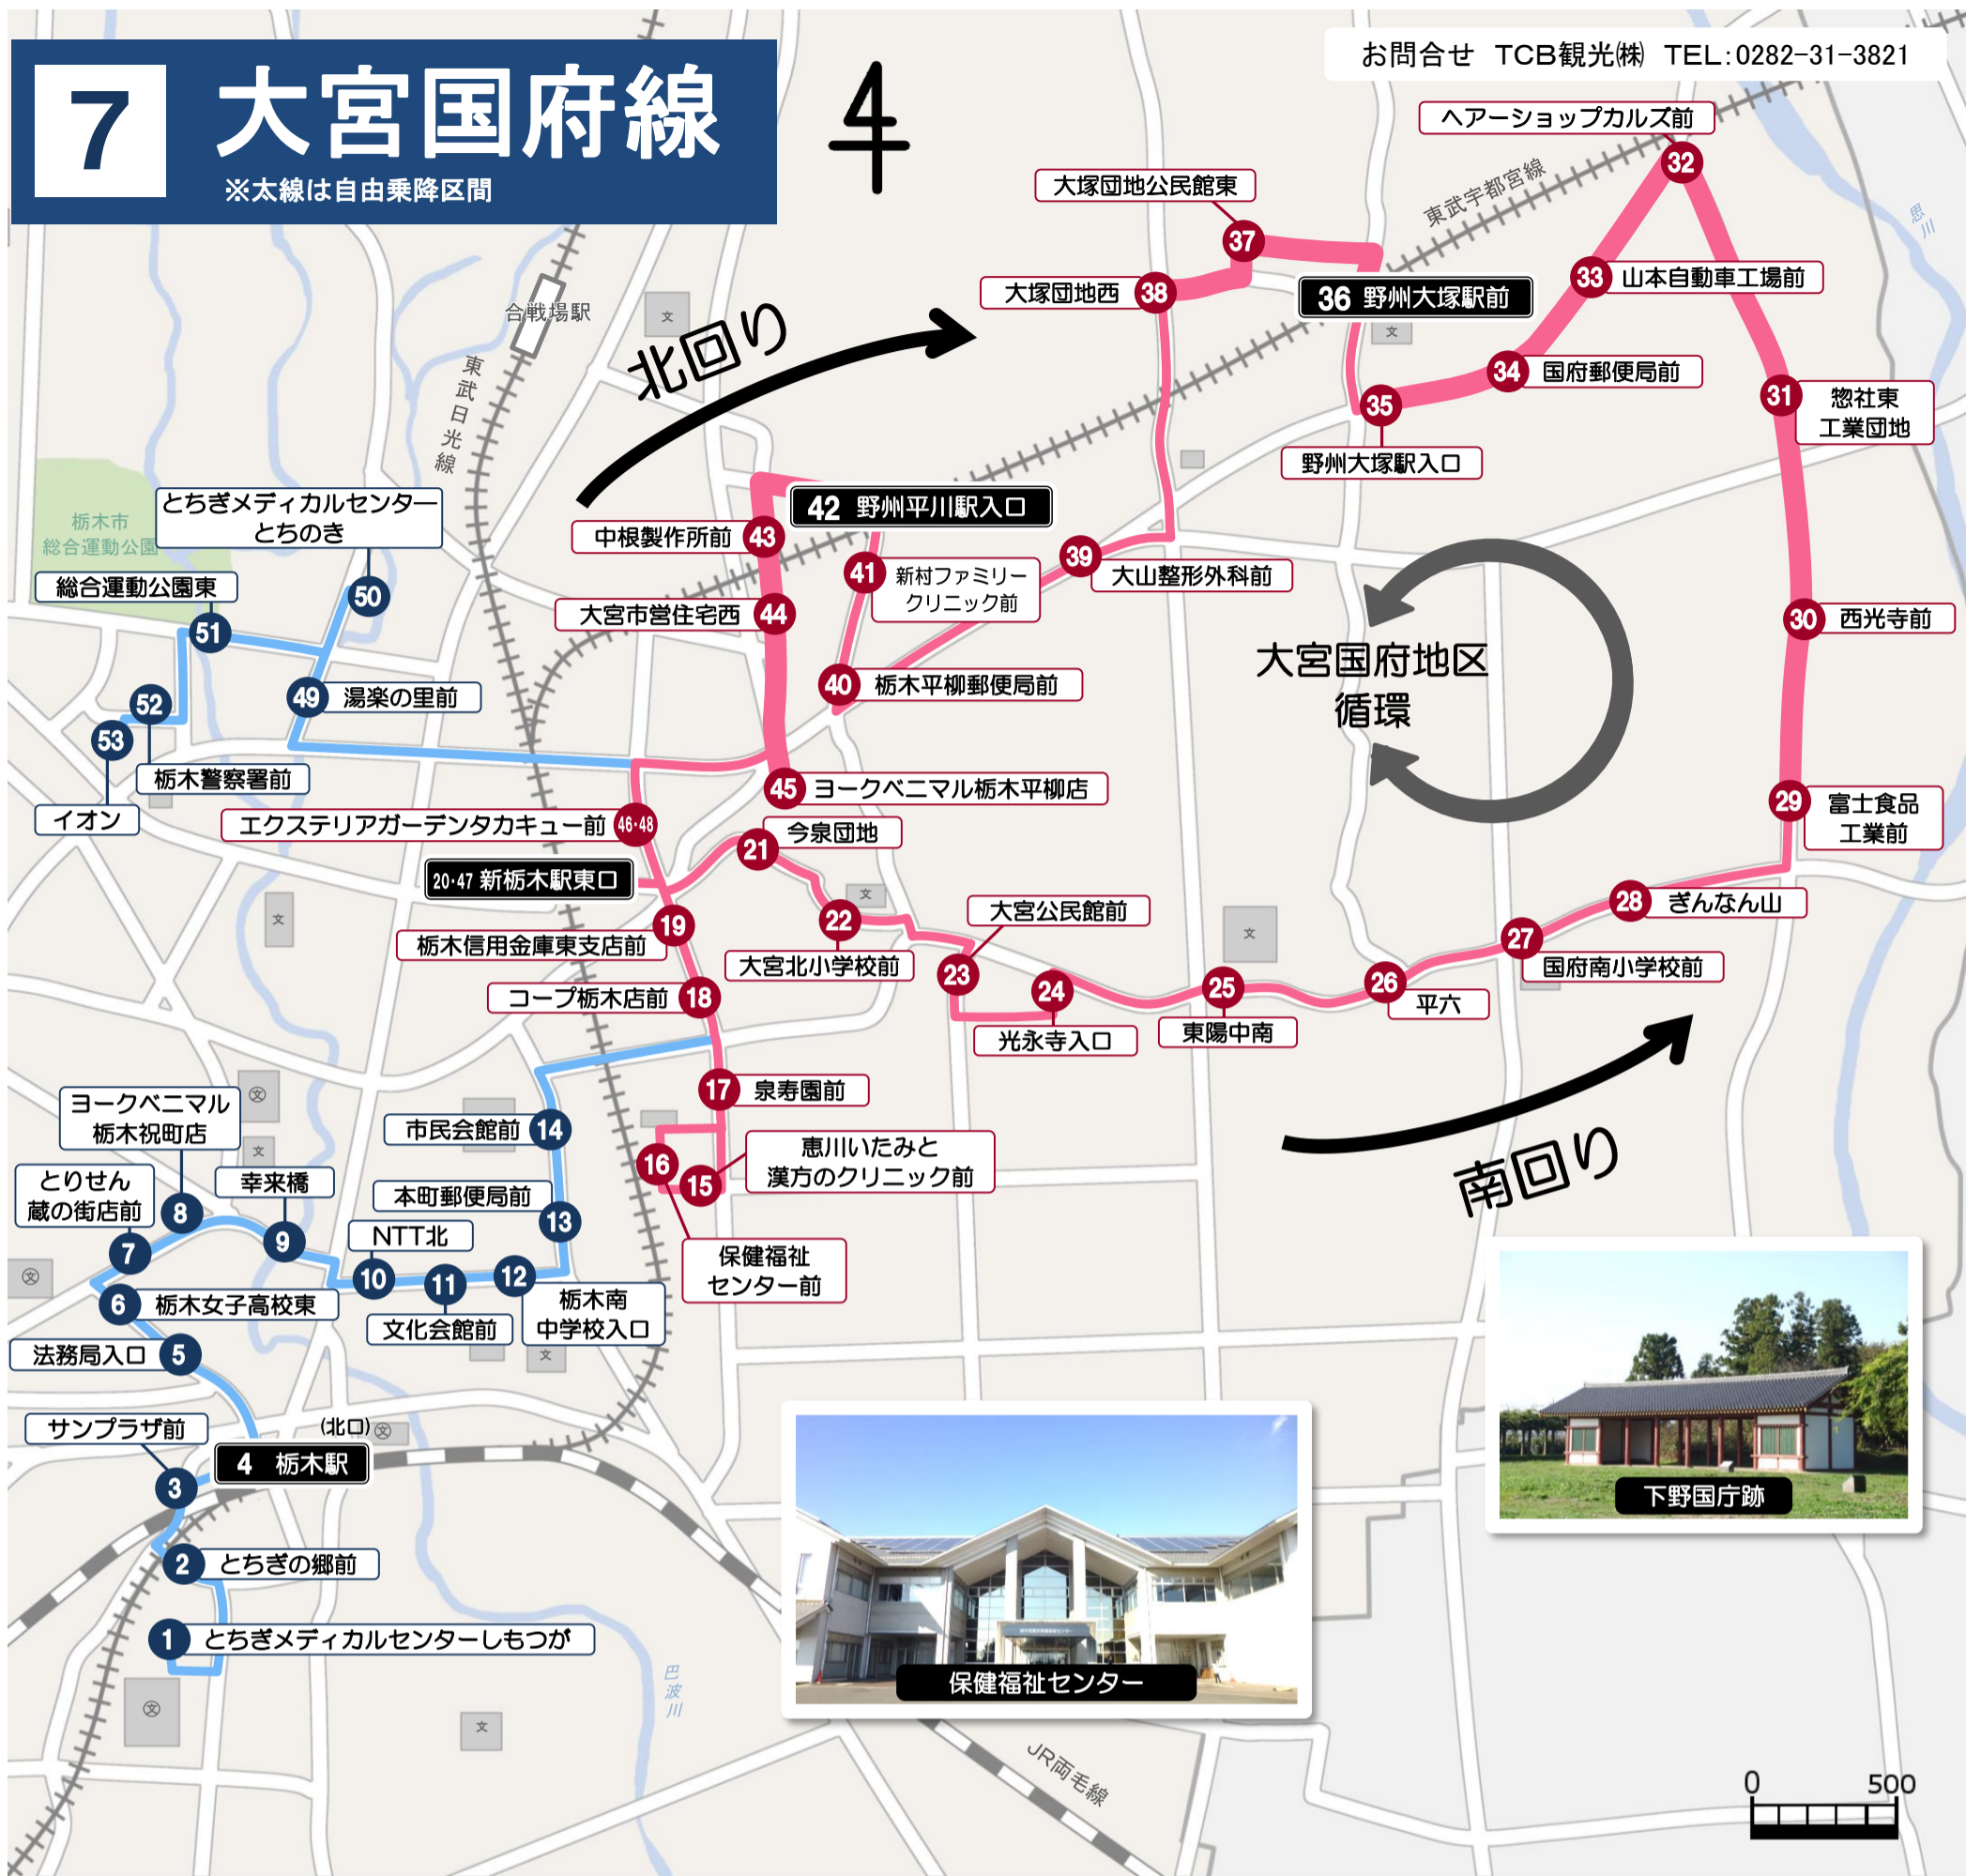 7 大宮国府線
※太線は自由乗降区間
お問合せ TCB観光㈱ TEL:0282-31-3821
ヘアーショップカルズ前
32
東武宇都宮線
思川
大塚団地公民館東
37
大塚団地西 38
36 野州大塚駅前
33 山本自動車工場前
34 国府郵便局前
35
野州大塚駅入口
31 惣社東
工業団地
合戦場駅
東武日光線
北回り
文
文
栃木市
総合運動公園
とちぎメディカルセンター
とちのき
50
総合運動公園東
51
42 野州平川駅入口
中根製作所前 43
41 新村ファミリー
クリニック前
39
大山整形外科前
大宮市営住宅西 44
30 西光寺前
大宮国府地区
循環
40 栃木平柳郵便局前
49 湯楽の里前
52
53
栃木警察署前
イオン
45 ヨークベニマル栃木平柳店
エクステリアガーデンタカキュー前 46・48
今泉団地
21
29 富士食品
工業前
20・47 新栃木駅東口
文
28 ぎんなん山
22
大宮北小学校前
大宮公民館前
23
19
栃木信用金庫東支店前
文
文
27
国府南小学校前
コープ栃木店前 18
24
光永寺入口
25
東陽中南
26
平六
17 泉寿園前
文
文
ヨークベニマル
栃木祝町店
市民会館前 14
16
15
恵川いたみと
漢方のクリニック前
南回り
とりせん
蔵の街店前
幸来橋
本町郵便局前
13
8
7
9
NTT北
10
11
12
文
保健福祉
センター前
6 栃木女子高校東
文化会館前
栃木南
中学校入口
文
法務局入口 5
サンプラザ前
(北口)
文
4 栃木駅
3
2 とちぎの郷前
1 とちぎメディカルセンターしもつが
文
文
巴波川
下野国庁跡
保健福祉センター
JR両毛線
0 500